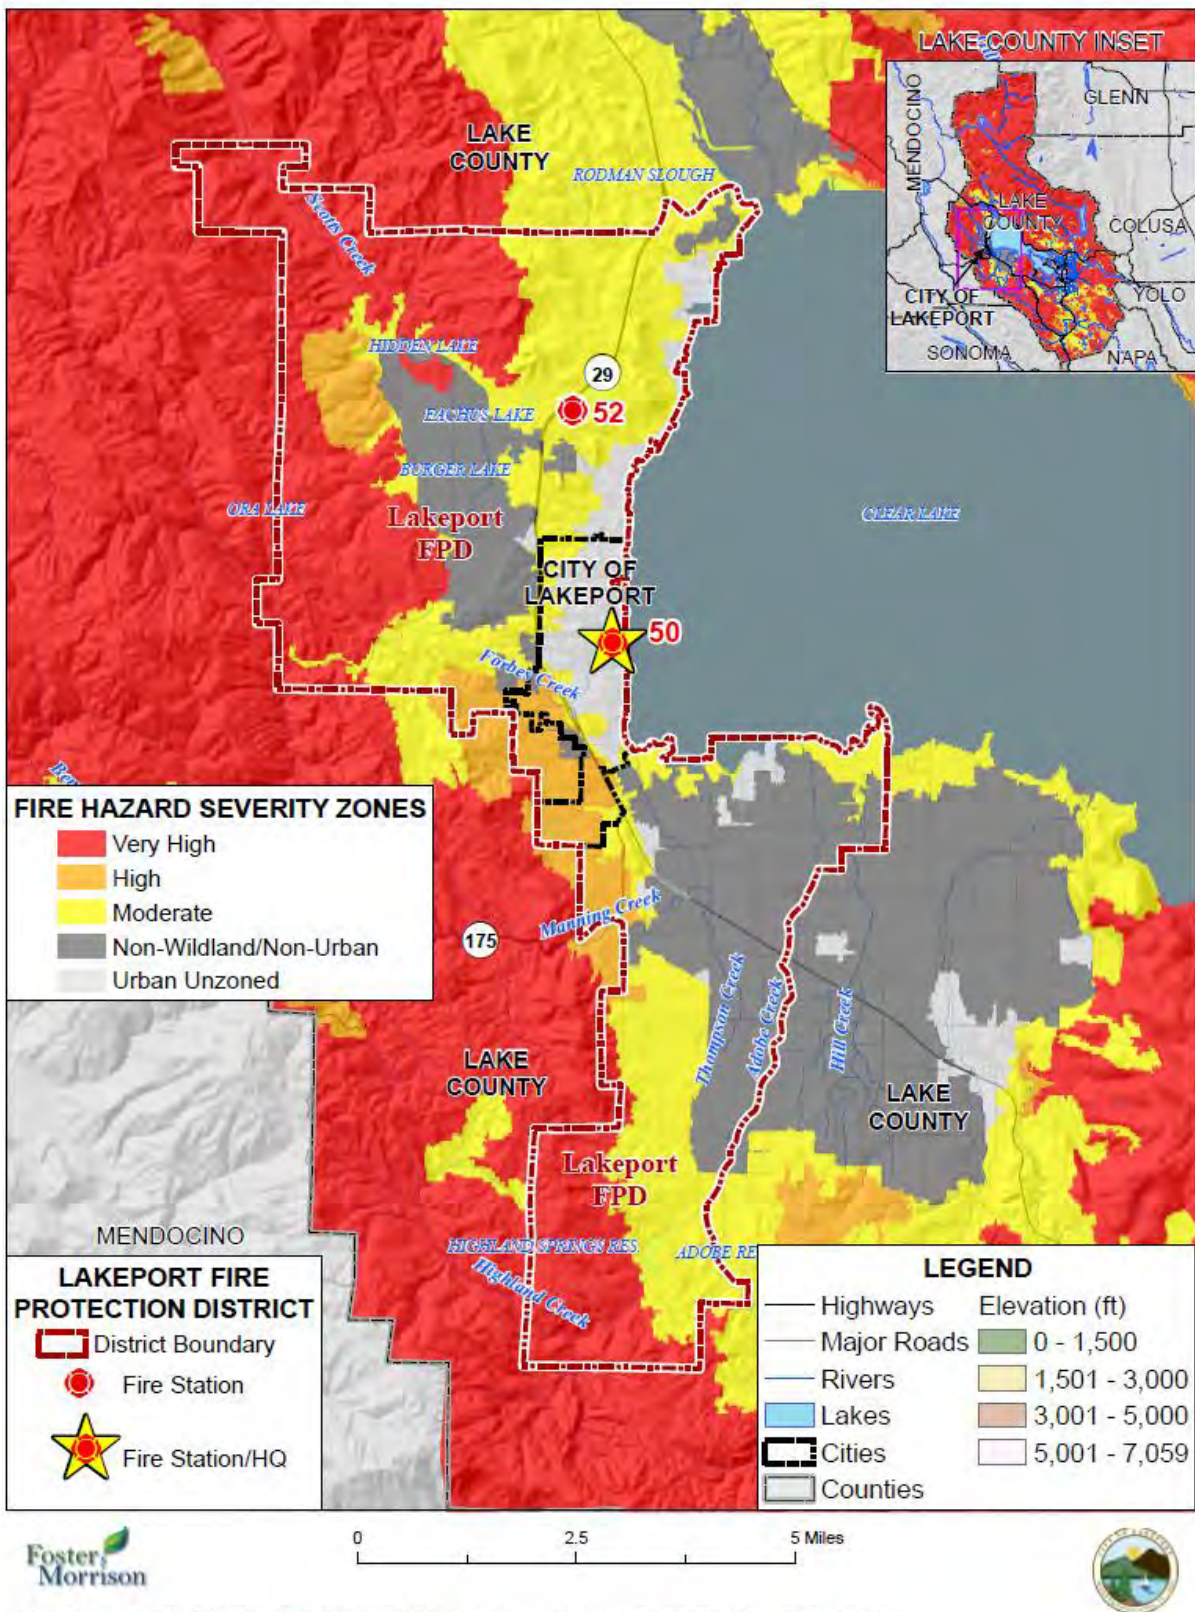 LAKE COUNTY INSET
GLENN
MENDOCINO
LAKE
COUNTY
COLUSA
CITY OF
LAKEPORT
YOLO
SONOMA
NAPA
LAKE
COUNTY
RODMAN SLOUGH
Scotts Creek
HIDDEN LAKE
29
EACHUS LAKE
52
BURGER LAKE
ORA LAKE
Lakeport
FPD
CLEAR LAKE
CITY OF
LAKEPORT
50
Forbes Creek
FIRE HAZARD SEVERITY ZONES
Very High
High
Moderate
Non-Wildland/Non-Urban
Urban Unzoned
Manning Creek
175
Thompson Creek
Adobe Creek
Hill Creek
LAKE
COUNTY
LAKE
COUNTY
Lakeport
FPD
MENDOCINO
HIGHLAND SPRINGS RES.
ADOBE RE
Highland Creek
LAKEPORT FIRE
PROTECTION DISTRICT
District Boundary
Fire Station
Fire Station/HQ
LEGEND
Highways
Major Roads
Rivers
Lakes
Cities
Counties
Elevation (ft)
0 - 1,500
1,501 - 3,000
3,001 - 5,000
5,001 - 7,059
Foster
Morrison
0 2.5 5 Miles